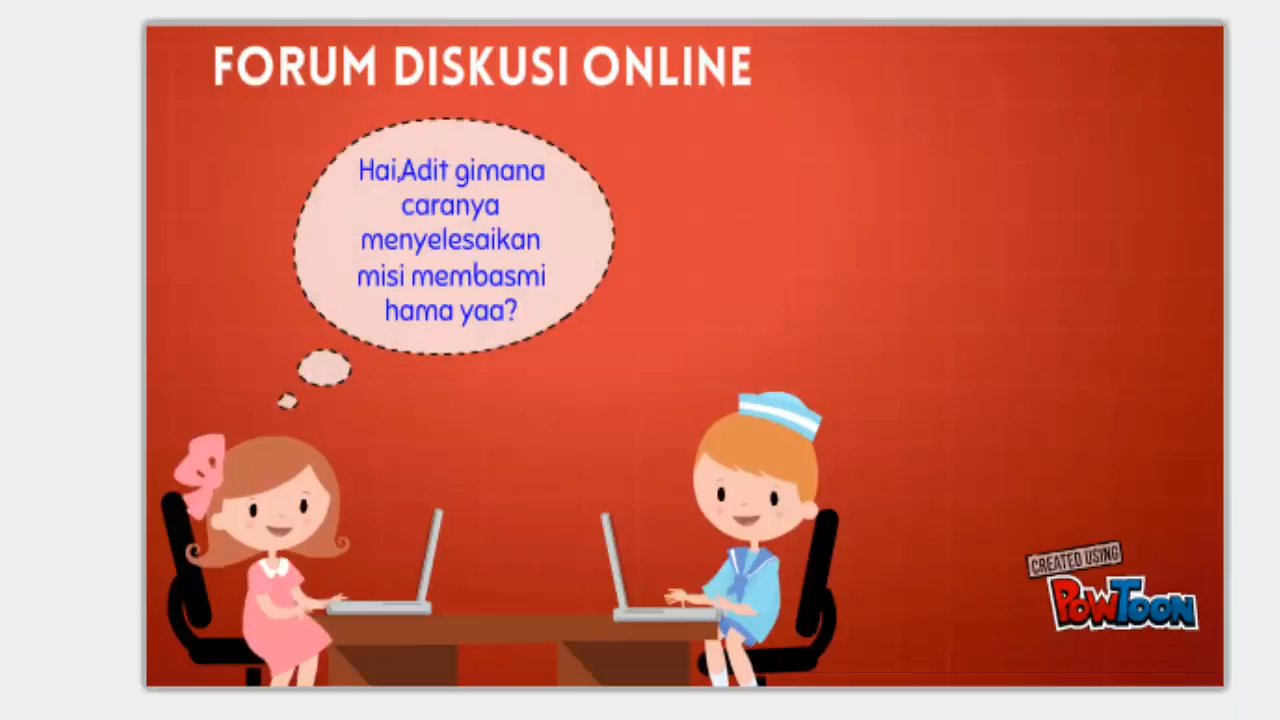 FORUM DISKUSI ONLINE
Hai,Adit gimana
caranya
menyelesaikan
misi membasmi
hama yaa?
CREATED USING
POWTOON